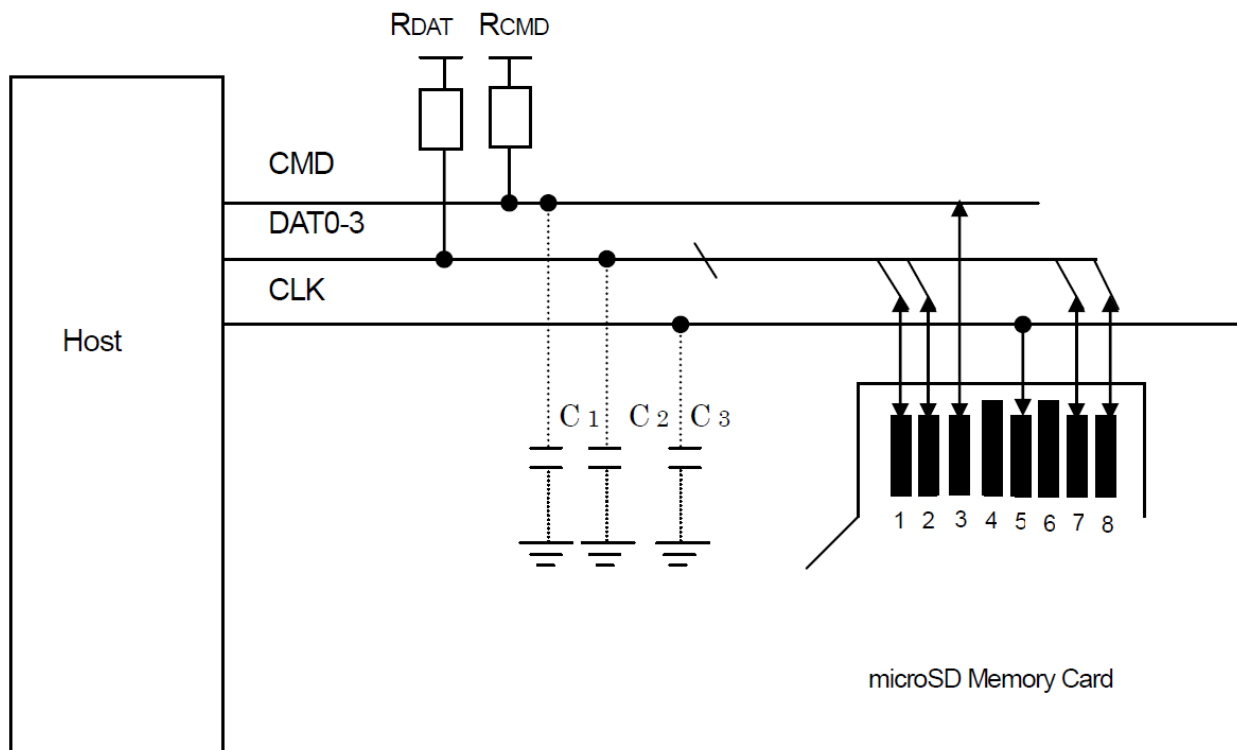 RDAT RCMD
CMD
DAT0-3
CLK
Host
C 1 C 2 C 3
1 2 3 4 5 6 7 8
microSD Memory Card